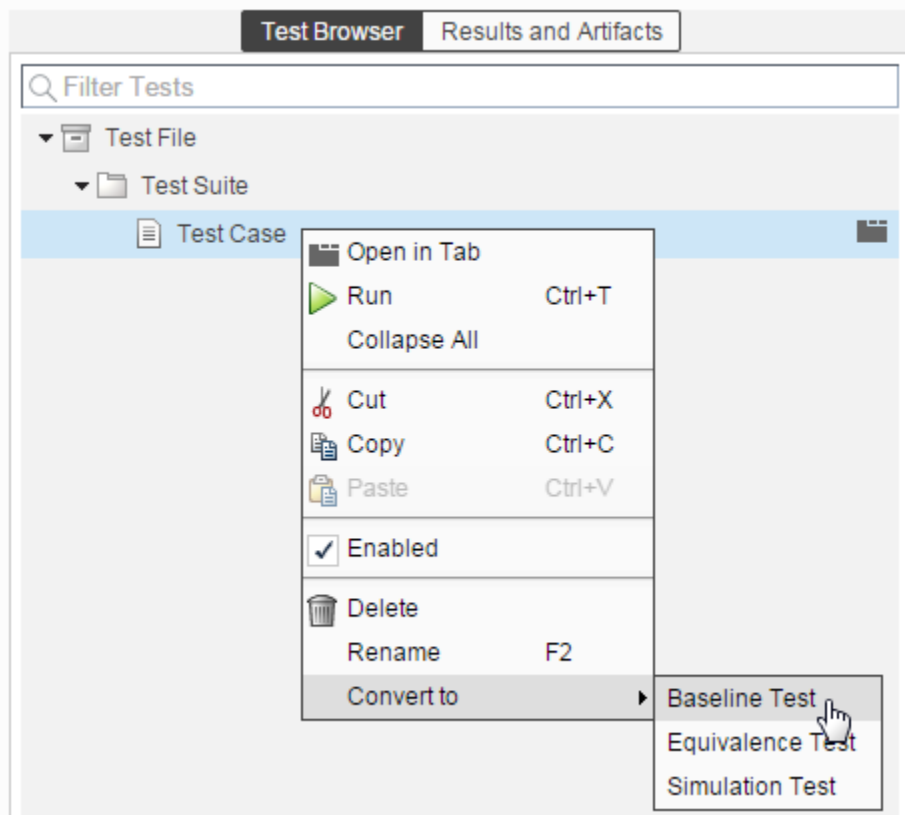 Test Browser Results and Artifacts
Filter Tests
Test File
Test Suite
Test Case
Open in Tab
Run Ctrl+T
Collapse All
Cut Ctrl+X
Copy Ctrl+C
Paste Ctrl+V
Enabled
Delete
Rename F2
Convert to
Baseline Test
Equivalence Test
Simulation Test